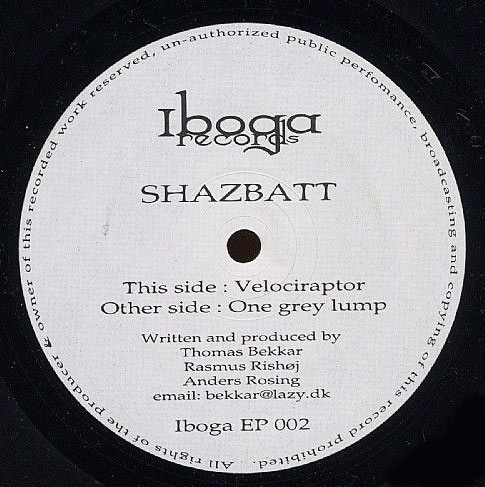 Iboga
records
SHAZBATT
This side : Velociraptor
Other side : One grey lump
Written and produced by
Thomas Bekkar
Rasmus Rishøj
Anders Rosing
email: bekkar@lazy.dk
Iboga EP 002
All rights of the producer & owner of this recorded work reserved, un-authorized public perfomance, broadcasting and copying of this record prohibited.